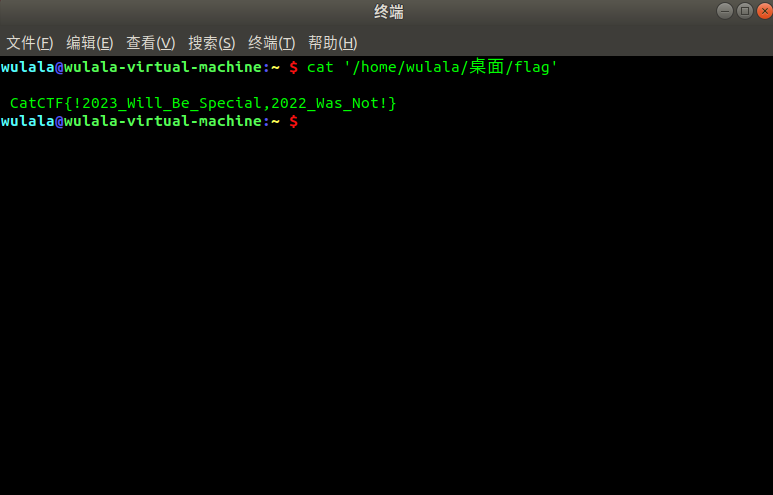 终端
文件(F) 编辑(E) 查看(V) 搜索(S) 终端(T) 帮助(H)
wulala@wulala-virtual-machine:~ $ cat '/home/wulala/桌面/flag'
CatCTF{!2023_Will_Be_Special,2022_Was_Not!}
wulala@wulala-virtual-machine:~ $